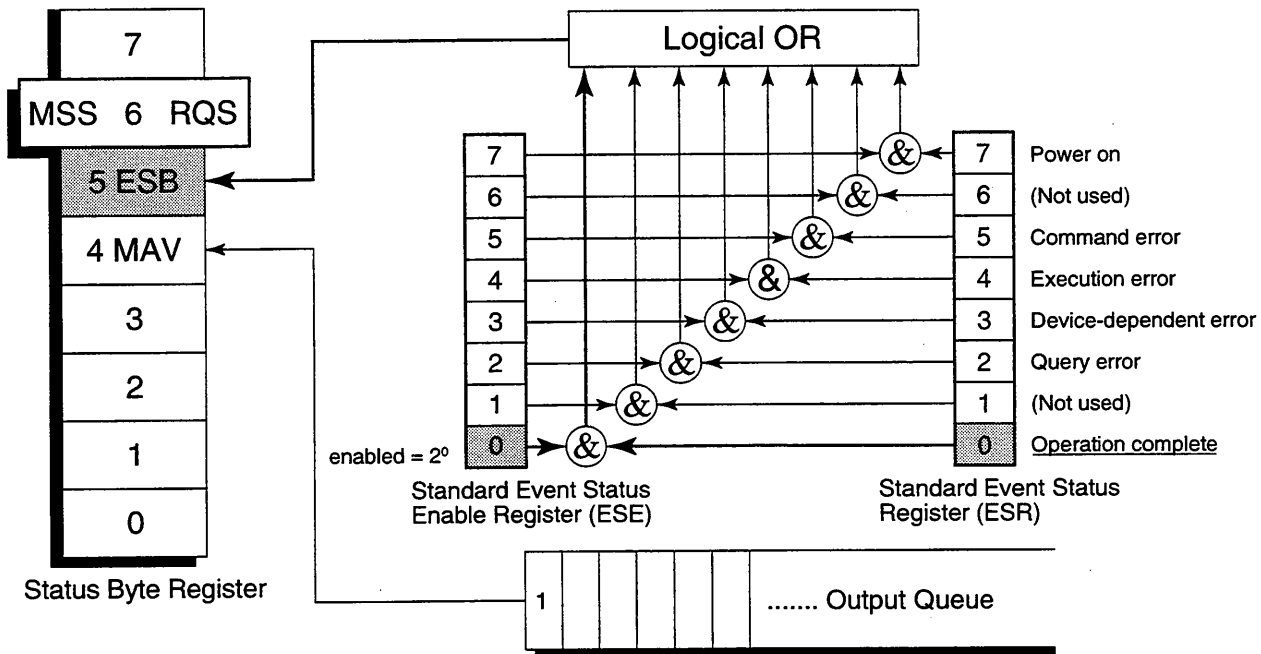 Logical OR
7
MSS 6 RQS
5 ESB
4 MAV
3
2
1
0
Status Byte Register
7
6
5
4
3
2
1
0
enabled = 2⁰
Standard Event Status
Enable Register (ESE)
&
&
&
&
&
&
&
&
7 Power on
6 (Not used)
5 Command error
4 Execution error
3 Device-dependent error
2 Query error
1 (Not used)
0 Operation complete
Standard Event Status
Register (ESR)
1 ....... Output Queue